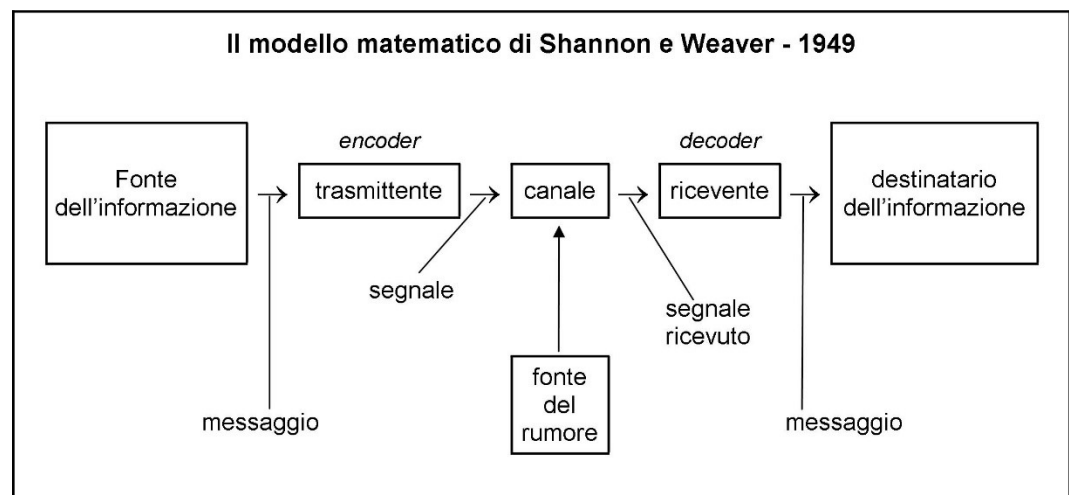 Il modello matematico di Shannon e Weaver - 1949
encoder
decoder
Fonte
dell'informazione
trasmittente
canale
ricevente
destinatario
dell'informazione
segnale
segnale
ricevuto
fonte
del
rumore
messaggio
messaggio